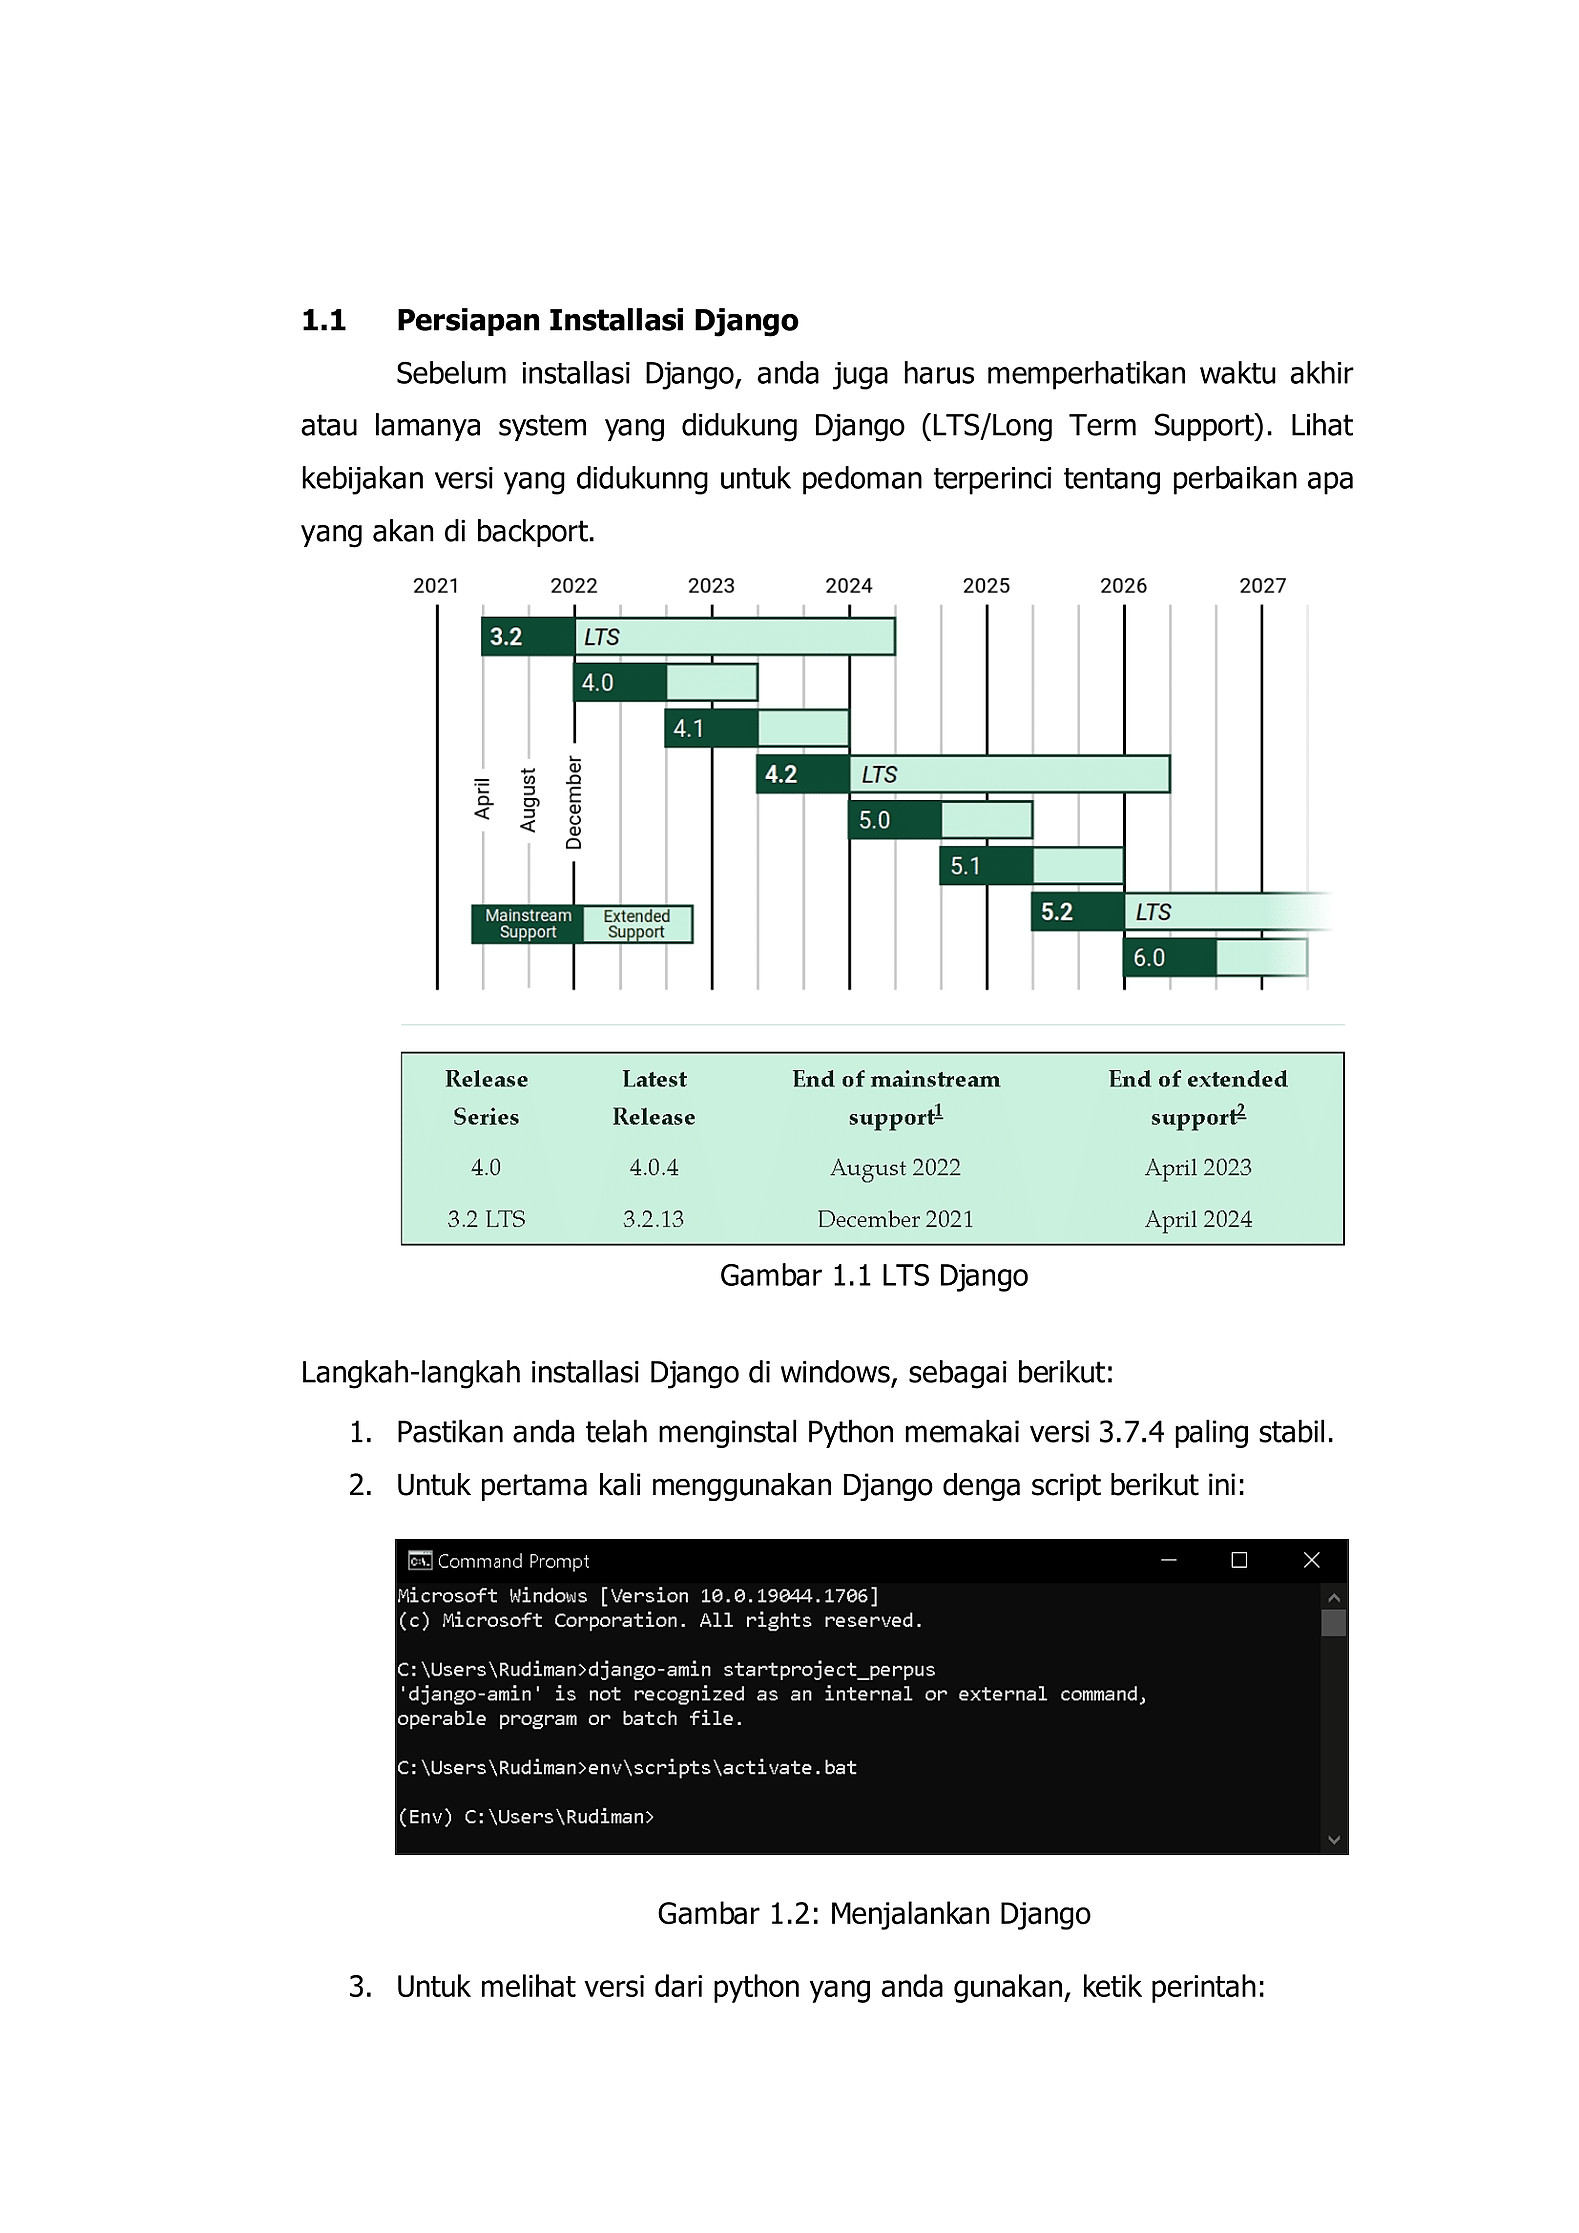 1.1 Persiapan Installasi Django
Sebelum installasi Django, anda juga harus memperhatikan waktu akhir
atau lamanya system yang didukung Django (LTS/Long Term Support). Lihat
kebijakan versi yang didukunng untuk pedoman terperinci tentang perbaikan apa
yang akan di backport.
2021 2022 2023 2024 2025 2026 2027
3.2 LTS
4.0
4.1
4.2 LTS
April August December
5.0
5.1
5.2 LTS
Mainstream Support Extended Support
6.0
Release Series Latest Release End of mainstream support1 End of extended support2
4.0 4.0.4 August 2022 April 2023
3.2 LTS 3.2.13 December 2021 April 2024
Gambar 1.1 LTS Django
Langkah-langkah installasi Django di windows, sebagai berikut:
1. Pastikan anda telah menginstal Python memakai versi 3.7.4 paling stabil.
2. Untuk pertama kali menggunakan Django denga script berikut ini:
Command Prompt
Microsoft Windows [Version 10.0.19044.1706]
(c) Microsoft Corporation. All rights reserved.
C:\Users\Rudiman>django-amin startproject_perpus
'django-amin' is not recognized as an internal or external command,
operable program or batch file.
C:\Users\Rudiman>env\scripts\activate.bat
(Env) C:\Users\Rudiman>
Gambar 1.2: Menjalankan Django
3. Untuk melihat versi dari python yang anda gunakan, ketik perintah: